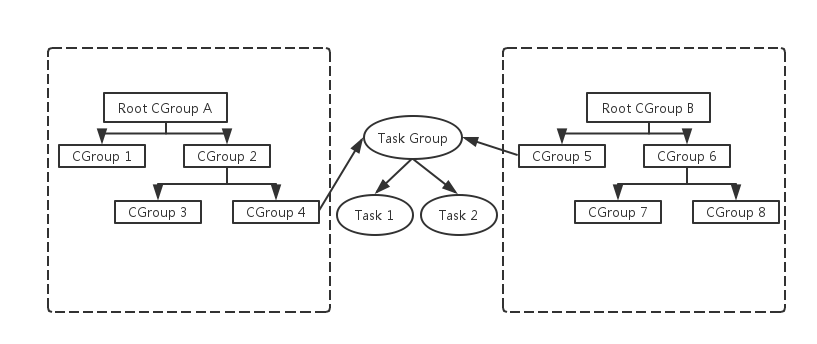 Root CGroup A
CGroup 1
CGroup 2
CGroup 3
CGroup 4
Task Group
Task 1
Task 2
Root CGroup B
CGroup 5
CGroup 6
CGroup 7
CGroup 8